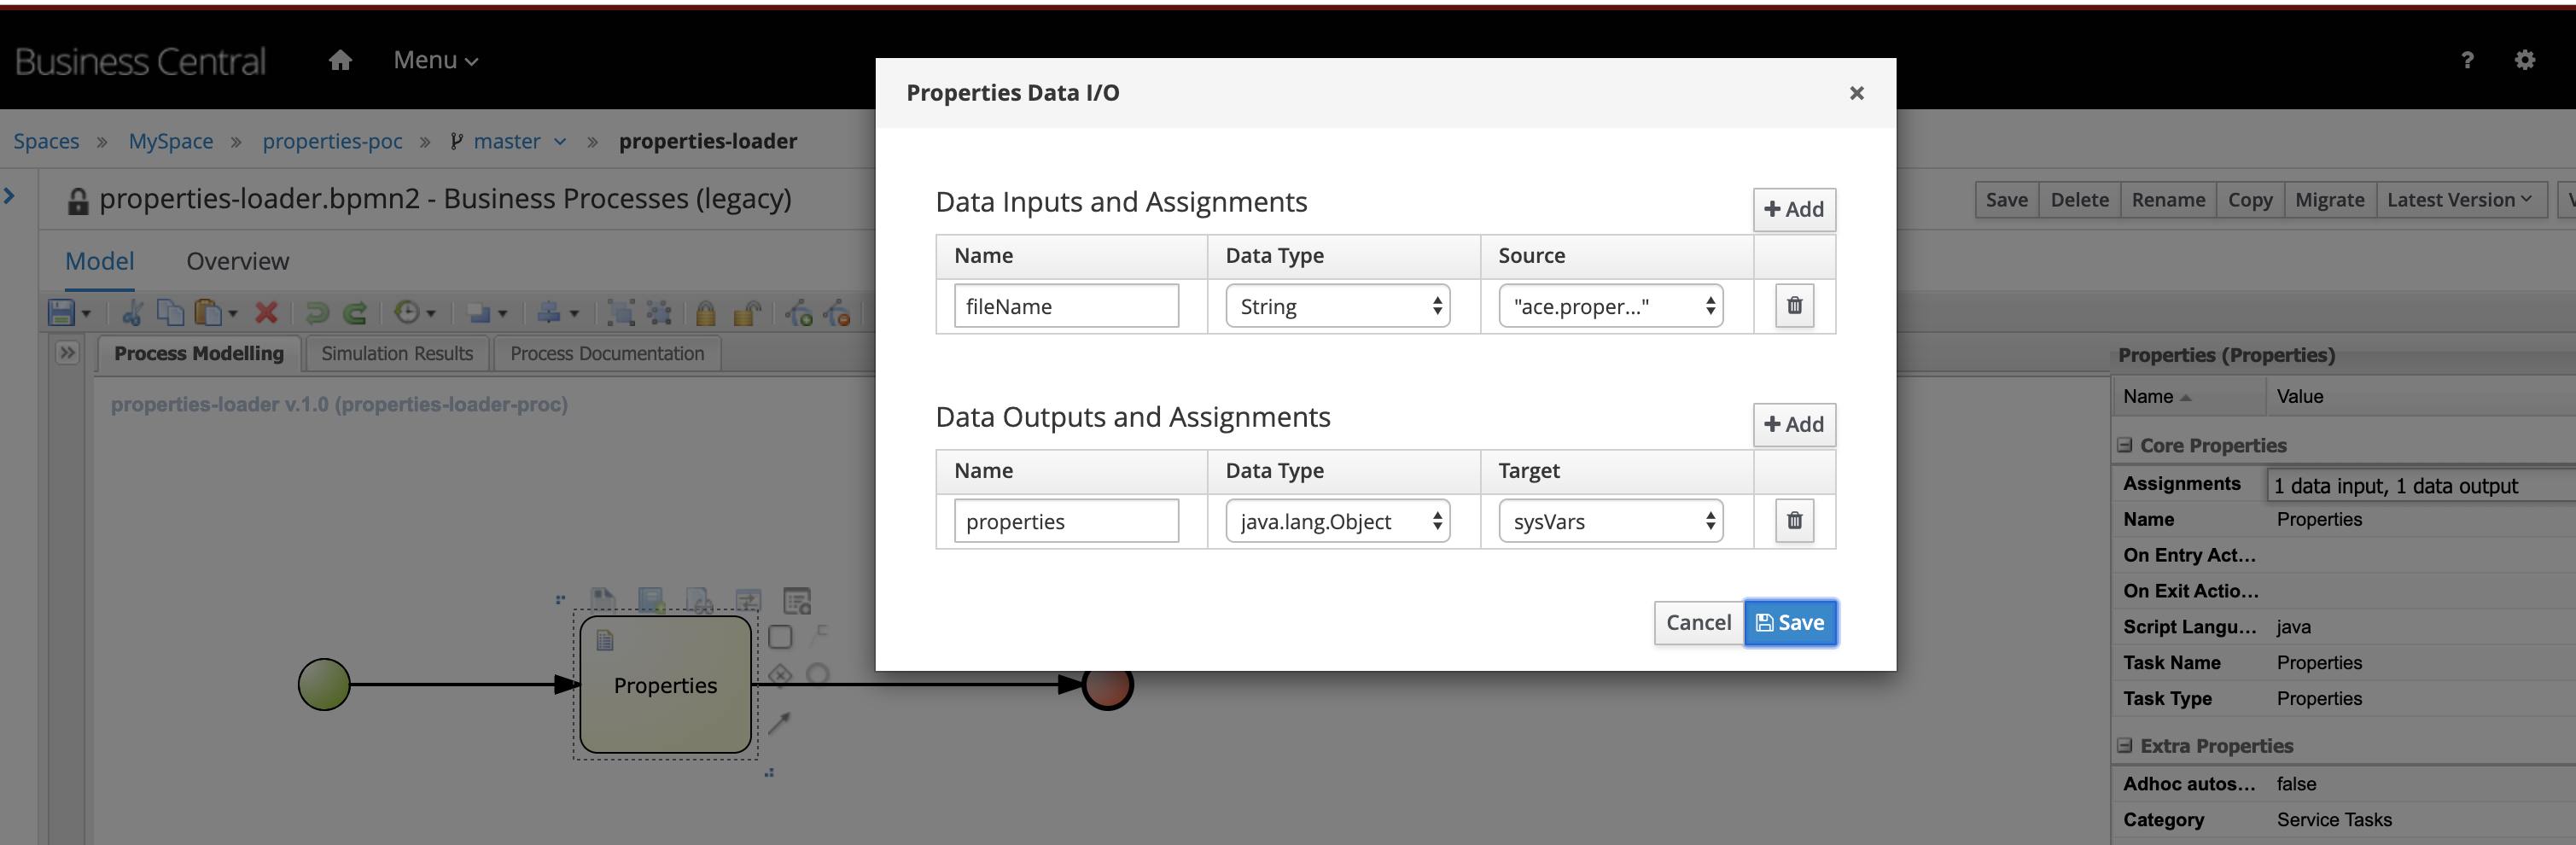 Business Central
Menu
?
Properties Data I/O
×
Spaces » MySpace » properties-poc » master » properties-loader
properties-loader.bpmn2 - Business Processes (legacy)
Save Delete Rename Copy Migrate Latest Version
Model Overview
Data Inputs and Assignments
+ Add
Name Data Type Source
fileName String "ace.proper..."
Process Modelling Simulation Results Process Documentation
properties-loader v.1.0 (properties-loader-proc)
Data Outputs and Assignments
+ Add
Name Data Type Target
properties java.lang.Object sysVars
Cancel Save
Properties
Properties (Properties)
Name Value
Core Properties
Assignments 1 data input, 1 data output
Name Properties
On Entry Act...
On Exit Actio...
Script Langu... java
Task Name Properties
Task Type Properties
Extra Properties
Adhoc autos... false
Category Service Tasks